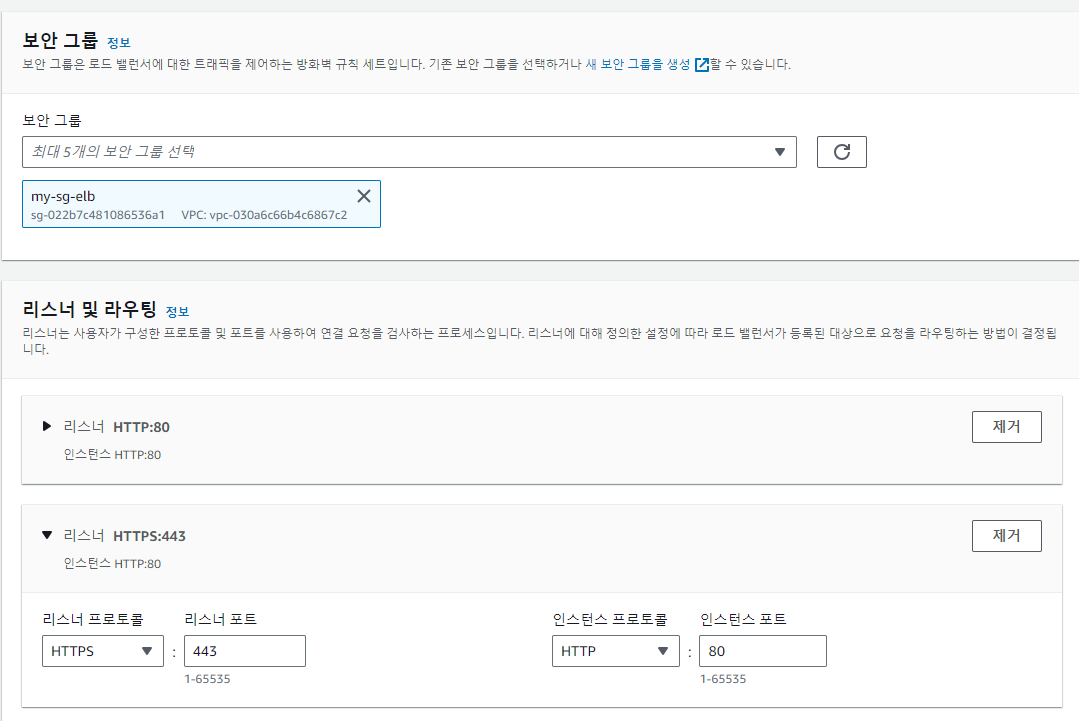 보안 그룹 정보
보안 그룹은 로드 밸런서에 대한 트래픽을 제어하는 방화벽 규칙 세트입니다. 기존 보안 그룹을 선택하거나 새 보안 그룹을 생성 할 수 있습니다.
보안 그룹
최대 5개의 보안 그룹 선택
my-sg-elb
sg-022b7c481086536a1 VPC: vpc-030a6c66b4c6867c2
리스너 및 라우팅 정보
리스너는 사용자가 구성한 프로토콜 및 포트를 사용하여 연결 요청을 검사하는 프로세스입니다. 리스너에 대해 정의한 설정에 따라 로드 밸런서가 등록된 대상으로 요청을 라우팅하는 방법이 결정됩
니다.
리스너 HTTP:80 제거
인스턴스 HTTP:80
리스너 HTTPS:443 제거
인스턴스 HTTP:80
리스너 프로토콜 리스너 포트 인스턴스 프로토콜 인스턴스 포트
HTTPS : 443 HTTP : 80
1-65535 1-65535